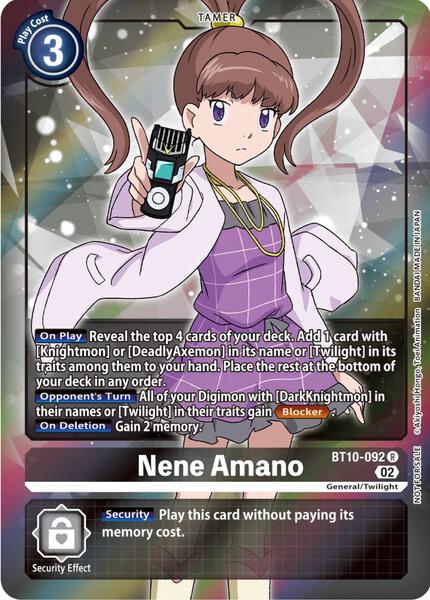 TAMER
Play Cost
3
On Play Reveal the top 4 cards of your deck. Add 1 card with
[Knightmon] or [DeadlyAxemon] in its name or [Twilight] in its
traits among them to your hand. Place the rest at the bottom of
your deck in any order.
Opponent's Turn All of your Digimon with [DarkKnightmon] in
their names or [Twilight] in their traits gain Blocker.
On Deletion Gain 2 memory.
Nene Amano
BT10-092 R
02
General/Twilight
Security Play this card without paying its
memory cost.
Security Effect
NOT FOR SALE ©Akiyoshi Hongo, Toei Animation BANDAI MADE IN JAPAN